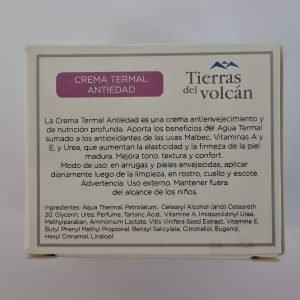 CREMA TERMAL
ANTIEDAD
Tierras
del volcán
La Crema Termal Antiedad es una crema antienvejecimiento y
de nutrición profunda. Aporta los beneficios del Agua Termal
sumado a los antioxidantes de las uvas Malbec, Vitaminas A y
E, y Urea, que aumentan la elasticidad y la firmeza de la piel
madura. Mejora tono, textura y confort.
Modo de uso: en arrugas y pieles envejecidas, aplicar
diariamente luego de la limpieza, en rostro, cuello y escote.
Advertencia: Uso externo. Mantener fuera
del alcance de los niños.
Ingredientes: Aqua Thermal, Petrolatum, Cetearyl Alcohol (and) Ceteareth
20, Glycerin, Urea, Perfume, Tartaric Acid, Vitamine A, Imidazolidinyl Urea,
Methylparaben, Ammonium Lactate, Vitis Vinifera Seed Extract, Vitamine E,
Butyl Phenyl Methyl Propional, Benzyl Salicylate, Citronellol, Eugenol,
Hexyl Cinnamal, Linalool.